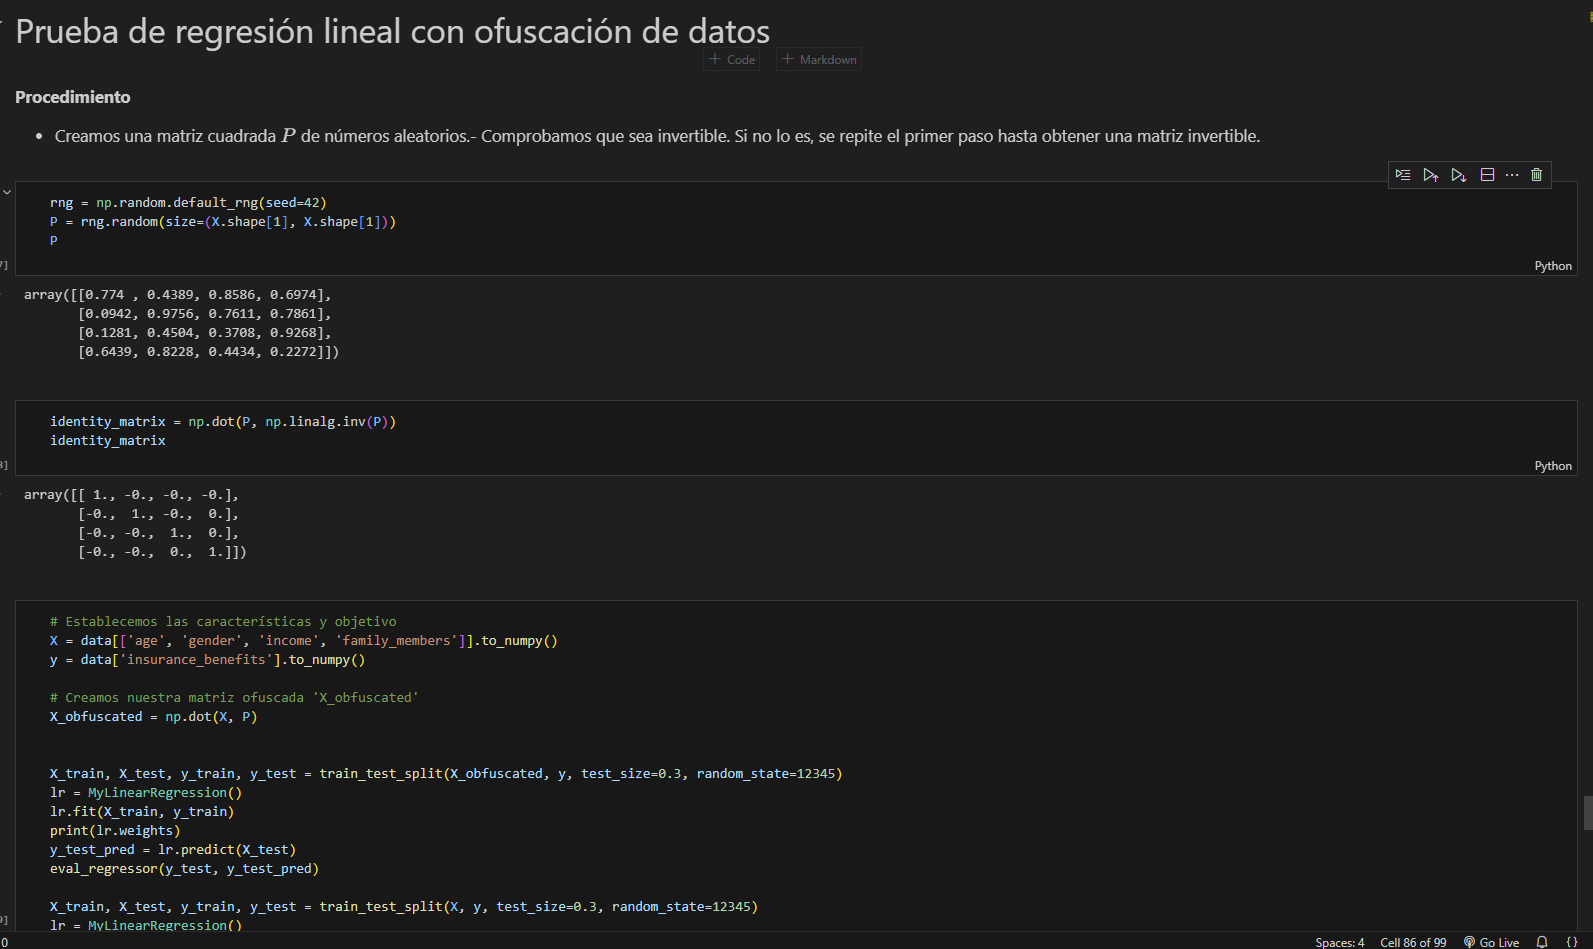 Prueba de regresión lineal con ofuscación de datos
+ Code + Markdown
Procedimiento
• Creamos una matriz cuadrada P de números aleatorios.- Comprobamos que sea invertible. Si no lo es, se repite el primer paso hasta obtener una matriz invertible.
rng = np.random.default_rng(seed=42)
P = rng.random(size=(X.shape[1], X.shape[1]))
P
7]
Python
array([[0.774 , 0.4389, 0.8586, 0.6974],
       [0.0942, 0.9756, 0.7611, 0.7861],
       [0.1281, 0.4504, 0.3708, 0.9268],
       [0.6439, 0.8228, 0.4434, 0.2272]])
identity_matrix = np.dot(P, np.linalg.inv(P))
identity_matrix
3]
Python
array([[ 1., -0., -0., -0.],
       [-0.,  1., -0.,  0.],
       [-0., -0.,  1.,  0.],
       [-0., -0.,  0.,  1.]])
# Establecemos las características y objetivo
X = data[['age', 'gender', 'income', 'family_members']].to_numpy()
y = data['insurance_benefits'].to_numpy()
# Creamos nuestra matriz ofuscada 'X_obfuscated'
X_obfuscated = np.dot(X, P)
X_train, X_test, y_train, y_test = train_test_split(X_obfuscated, y, test_size=0.3, random_state=12345)
lr = MyLinearRegression()
lr.fit(X_train, y_train)
print(lr.weights)
y_test_pred = lr.predict(X_test)
eval_regressor(y_test, y_test_pred)
X_train, X_test, y_train, y_test = train_test_split(X, y, test_size=0.3, random_state=12345)
9]
lr = MyLinearRegression()
0
Spaces: 4 Cell 86 of 99 Go Live {}